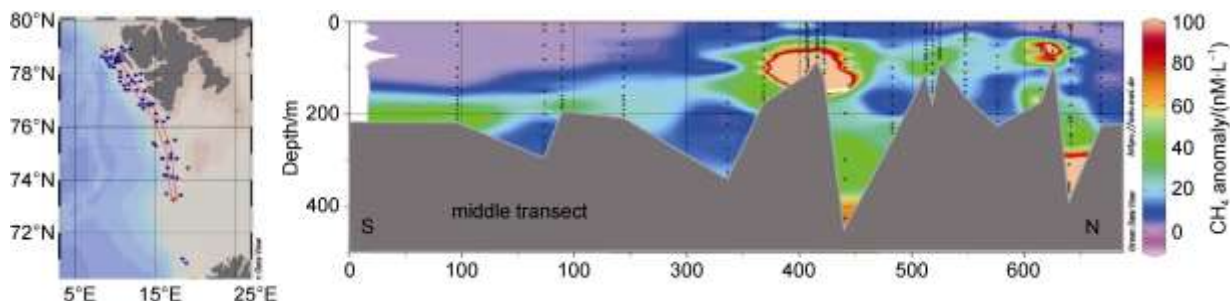 80°N
78°N
76°N
74°N
72°N
5°E 15°E 25°E
Depth/m
0
200
400
middle transect
S N
0 100 100 300 400 500 600
100
80
60
40
20
0
CH₄ anomaly/(nM·L⁻¹)